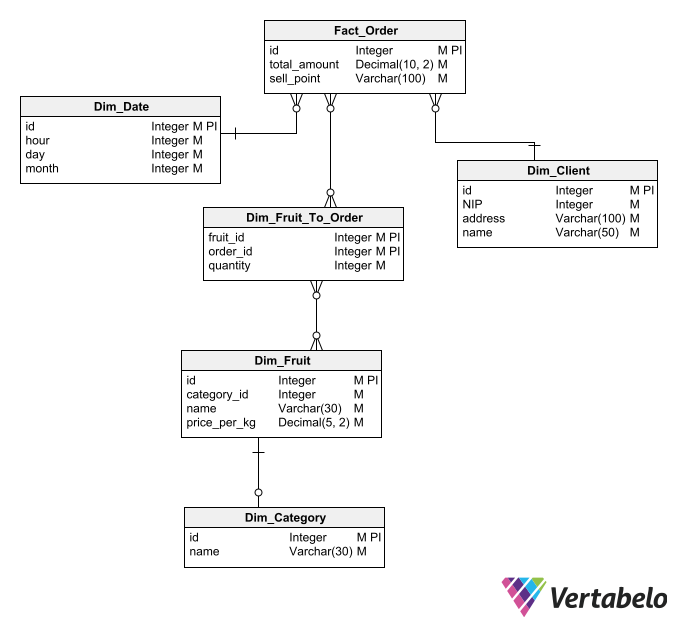 Fact_Order
id Integer M PI
total_amount Decimal(10, 2) M
sell_point Varchar(100) M
Dim_Date
id Integer M PI
hour Integer M
day Integer M
month Integer M
Dim_Client
id Integer M PI
NIP Integer M
address Varchar(100) M
name Varchar(50) M
Dim_Fruit_To_Order
fruit_id Integer M PI
order_id Integer M PI
quantity Integer M
Dim_Fruit
id Integer M PI
category_id Integer M
name Varchar(30) M
price_per_kg Decimal(5, 2) M
Dim_Category
id Integer M PI
name Varchar(30) M
Vertabelo